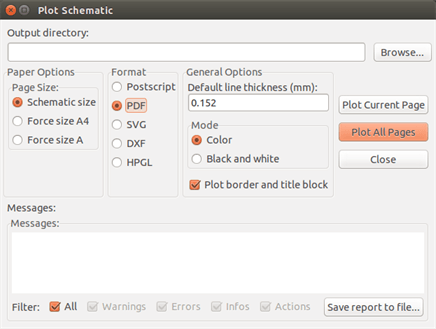 Plot Schematic
Output directory:
Browse...
Paper Options
Page Size:
Schematic size
Force size A4
Force size A
Format
Postscript
PDF
SVG
DXF
HPGL
General Options
Default line thickness (mm):
0.152
Mode
Color
Black and white
Plot border and title block
Plot Current Page
Plot All Pages
Close
Messages:
Messages:
Filter: All Warnings Errors Infos Actions Save report to file...